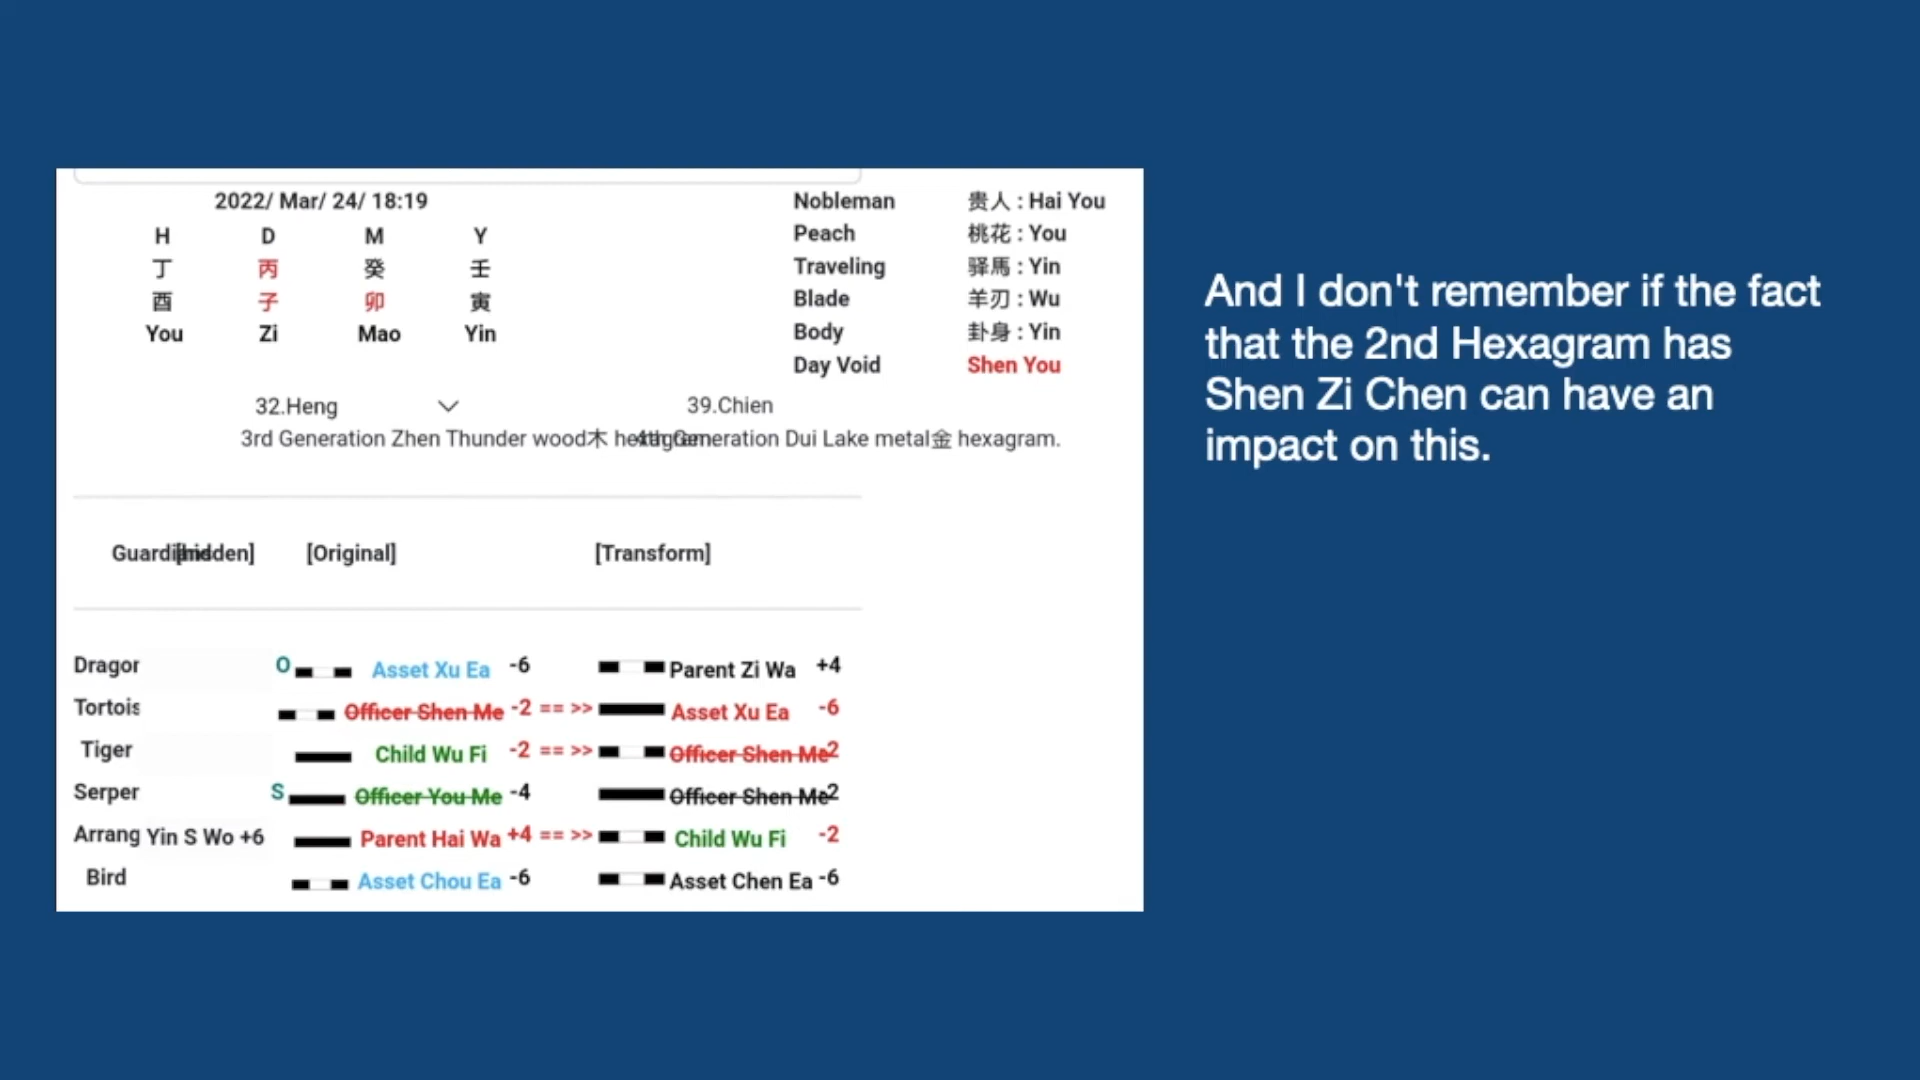 2022/ Mar/ 24/ 18:19
H D M Y
丁 丙 癸 壬
酉 子 卯 寅
You Zi Mao Yin
Nobleman 贵人 : Hai You
Peach 桃花 : You
Traveling 驿馬 : Yin
Blade 羊刃 : Wu
Body 卦身 : Yin
Day Void Shen You
32.Heng 39.Chien
3rd Generation Zhen Thunder wood木 hexagram.
4th Generation Dui Lake metal金 hexagram.
Guardians [hidden] [Original] [Transform]
Dragor O Asset Xu Ea -6 Parent Zi Wa +4
Tortois Officer Shen Me -2 == >> Asset Xu Ea -6
Tiger Child Wu Fi -2 == >> Officer Shen Me 2
Serper S Officer You Me -4 Officer Shen Me 2
Arrang Yin S Wo +6 Parent Hai Wa +4 == >> Child Wu Fi -2
Bird Asset Chou Ea -6 Asset Chen Ea -6
And I don't remember if the fact
that the 2nd Hexagram has
Shen Zi Chen can have an
impact on this.